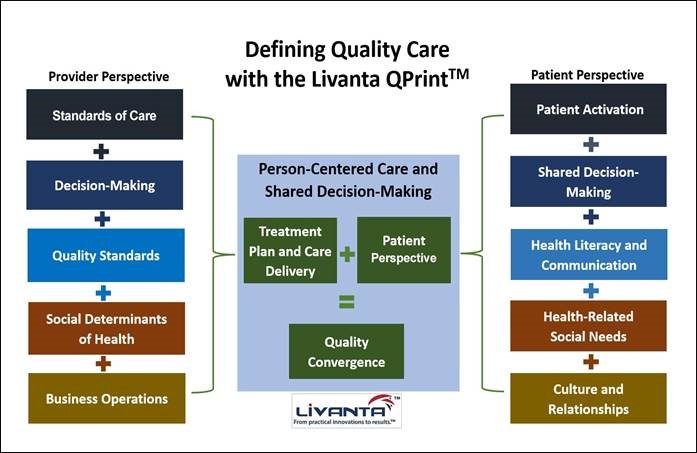 Defining Quality Care
with the Livanta QPrint™
Provider Perspective
Standards of Care
+
Decision-Making
+
Quality Standards
+
Social Determinants
of Health
+
Business Operations
Person-Centered Care and
Shared Decision-Making
Treatment
Plan and Care
Delivery
+
Patient
Perspective
=
Quality
Convergence
LIVANTA™
From practical innovations to results.™
Patient Perspective
Patient Activation
+
Shared Decision-
Making
+
Health Literacy and
Communication
+
Health-Related
Social Needs
+
Culture and
Relationships